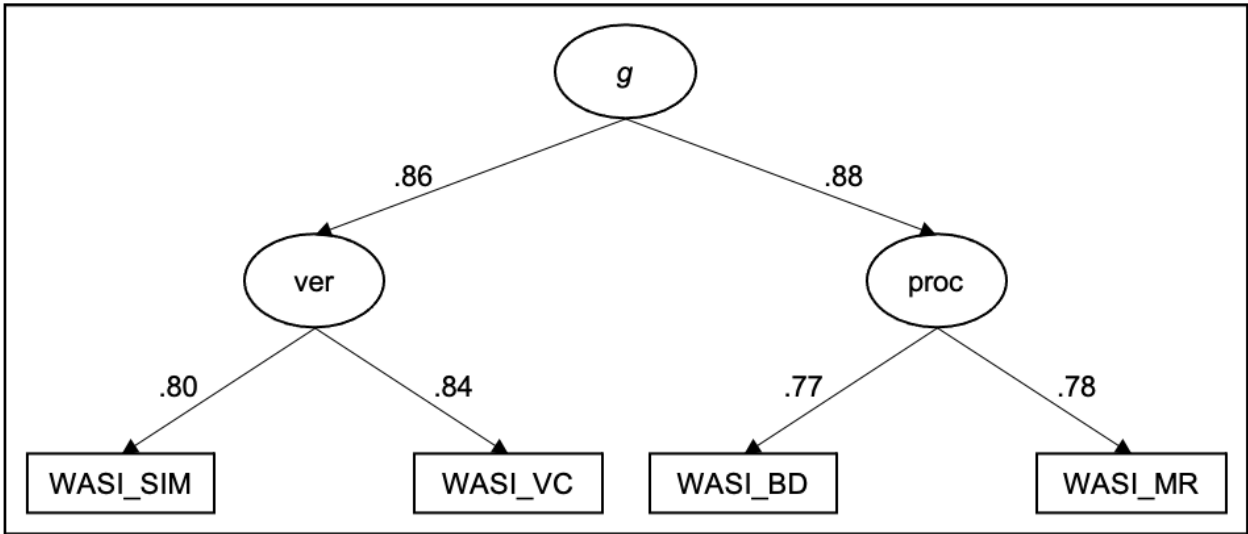 g
.86 .88
ver proc
.80 .84 .77 .78
WASI_SIM WASI_VC WASI_BD WASI_MR